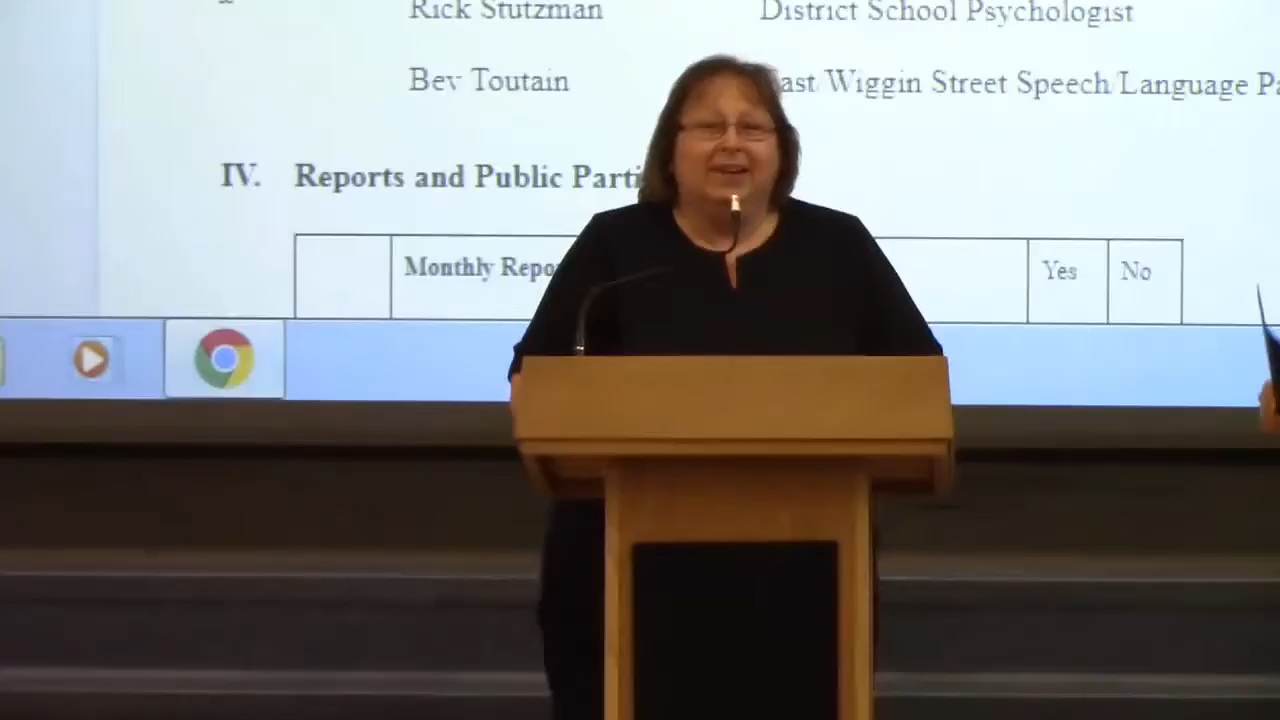 Rick Stutzman District School Psychologist
Bev Toutain ast Wiggin Street Speech/Language Pa
IV. Reports and Public Parti
Monthly Repo Yes No